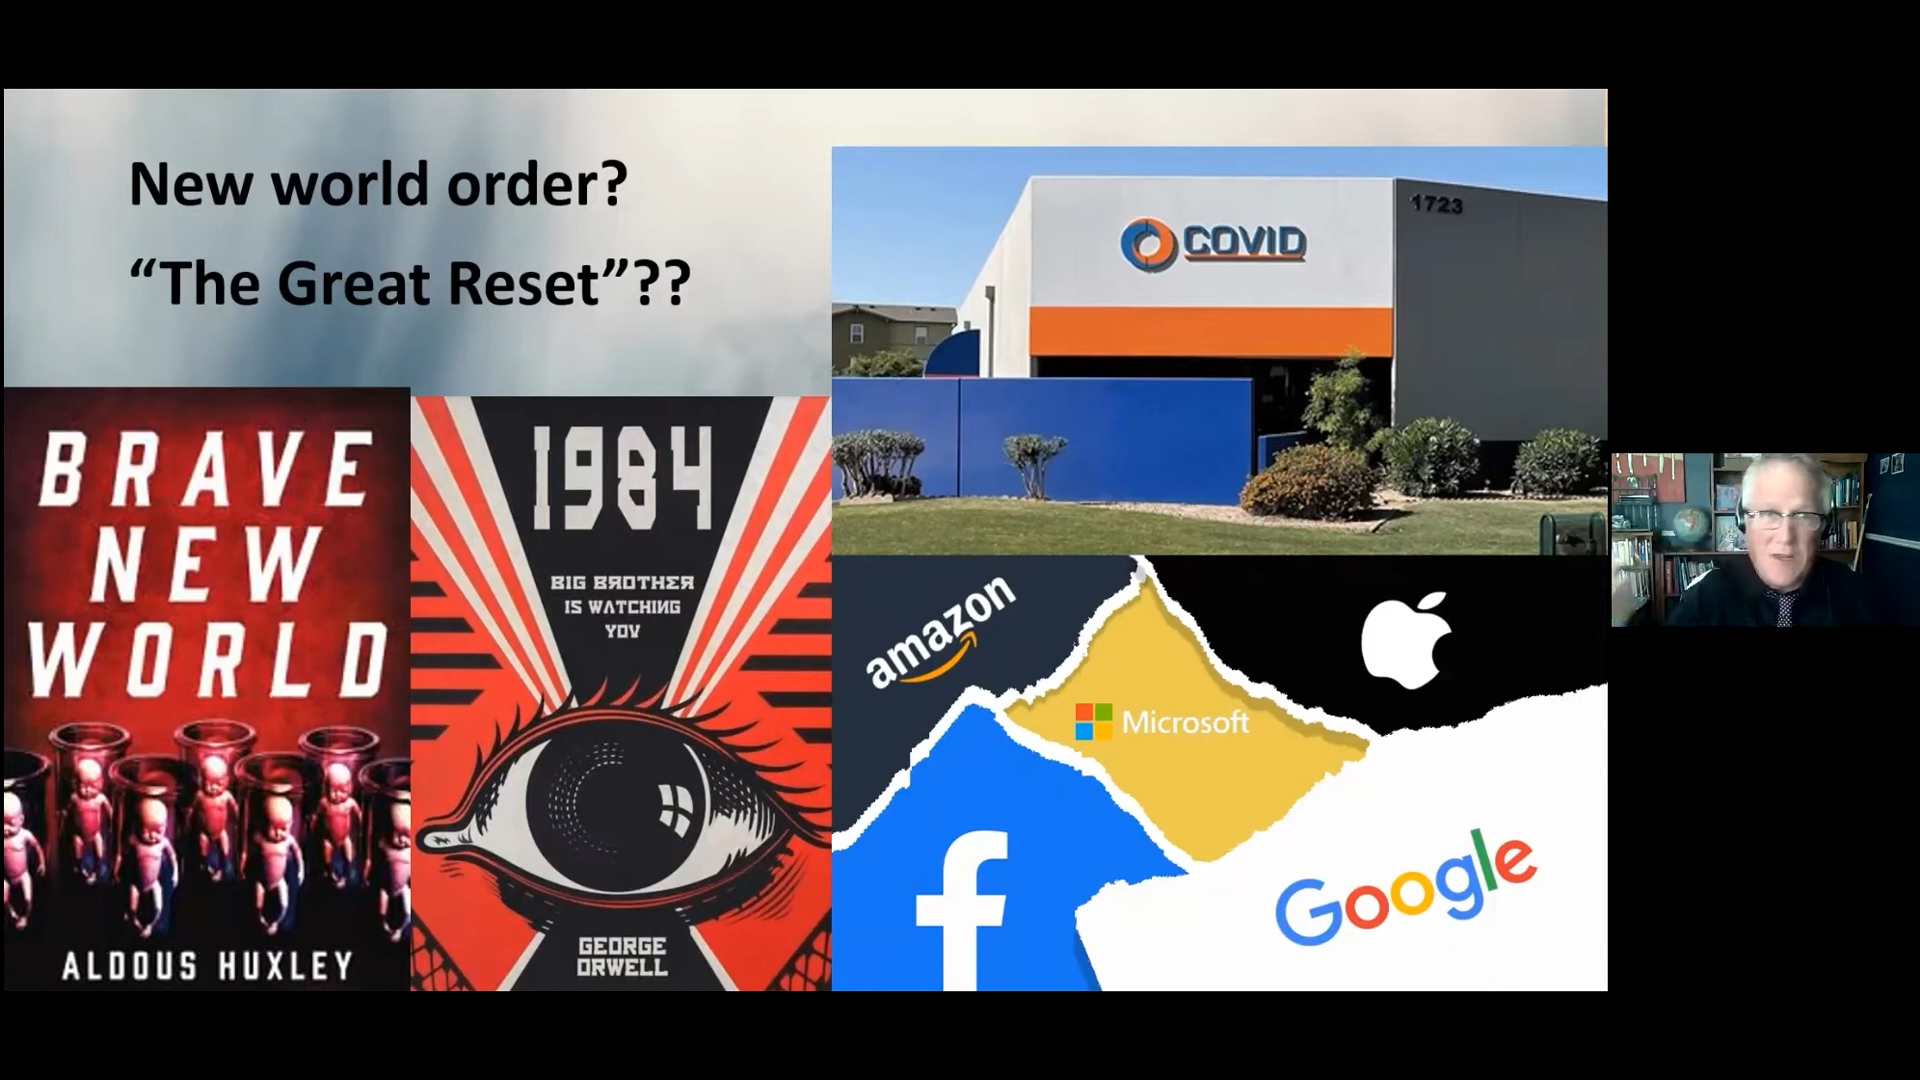 New world order?
“The Great Reset”??
COVID
1723
BRAVE
NEW
WORLD
ALDOUS HUXLEY
1984
BIG BROTHER
IS WATCHING
YOV
GEORGE
ORWELL
amazon
Microsoft
Google